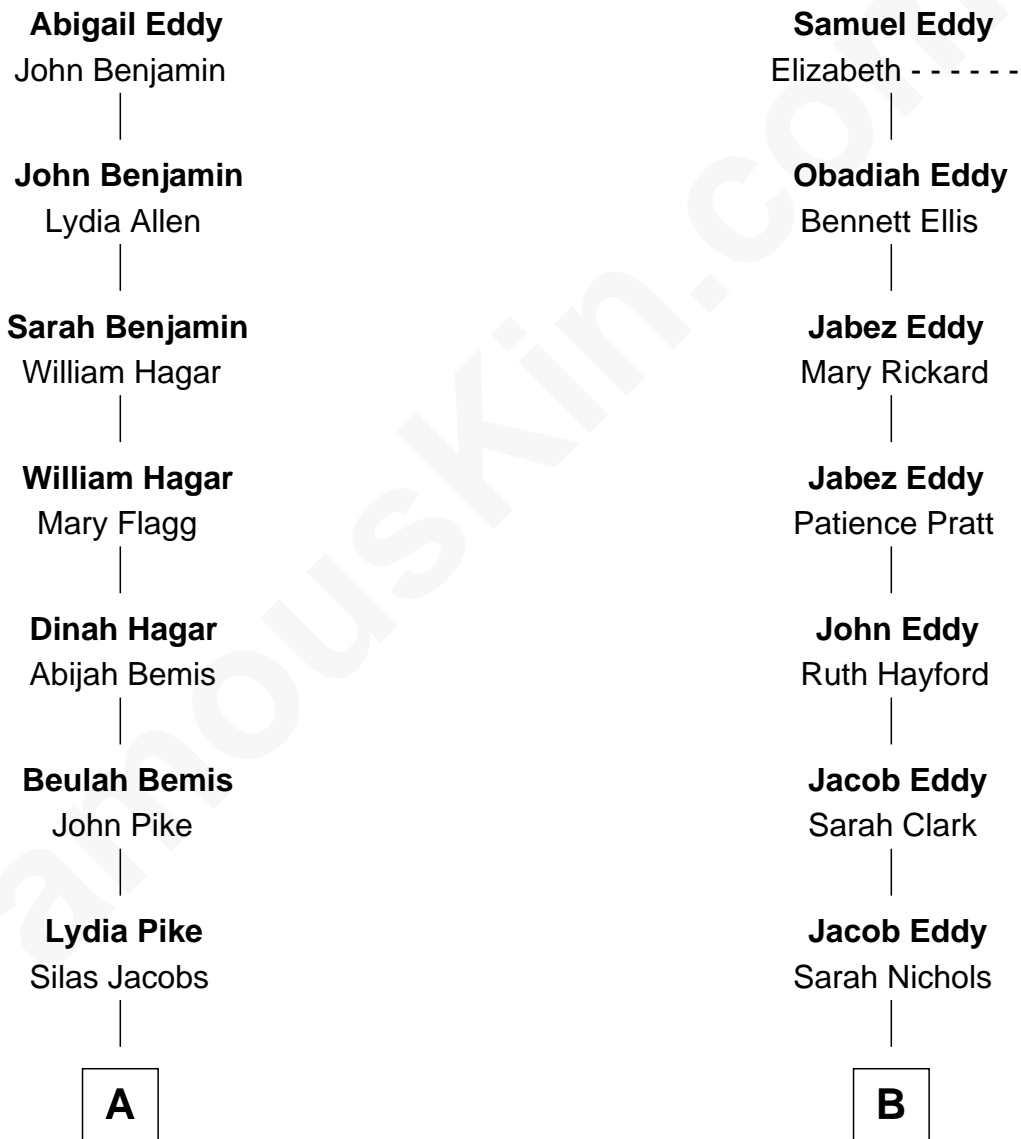 Abigail Eddy
John Benjamin
John Benjamin
Lydia Allen
Sarah Benjamin
William Hagar
William Hagar
Mary Flagg
Dinah Hagar
Abijah Bemis
Beulah Bemis
John Pike
Lydia Pike
Silas Jacobs
A
Samuel Eddy
Elizabeth - - - - - -
Obadiah Eddy
Bennett Ellis
Jabez Eddy
Mary Rickard
Jabez Eddy
Patience Pratt
John Eddy
Ruth Hayford
Jacob Eddy
Sarah Clark
Jacob Eddy
Sarah Nichols
B
amouskin.com